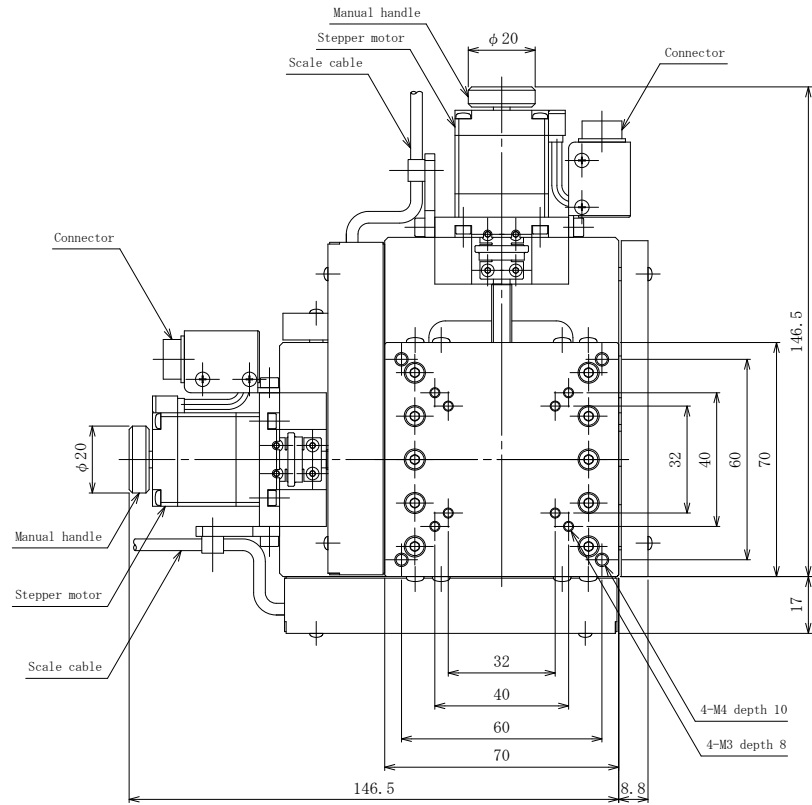 Manual handle
Stepper motor
φ20
Scale cable
Connector
Connector
146.5
φ20
32
40
60
70
Manual handle
Stepper motor
17
Scale cable
32
40
4-M4 depth 10
60
4-M3 depth 8
70
146.5
8.8